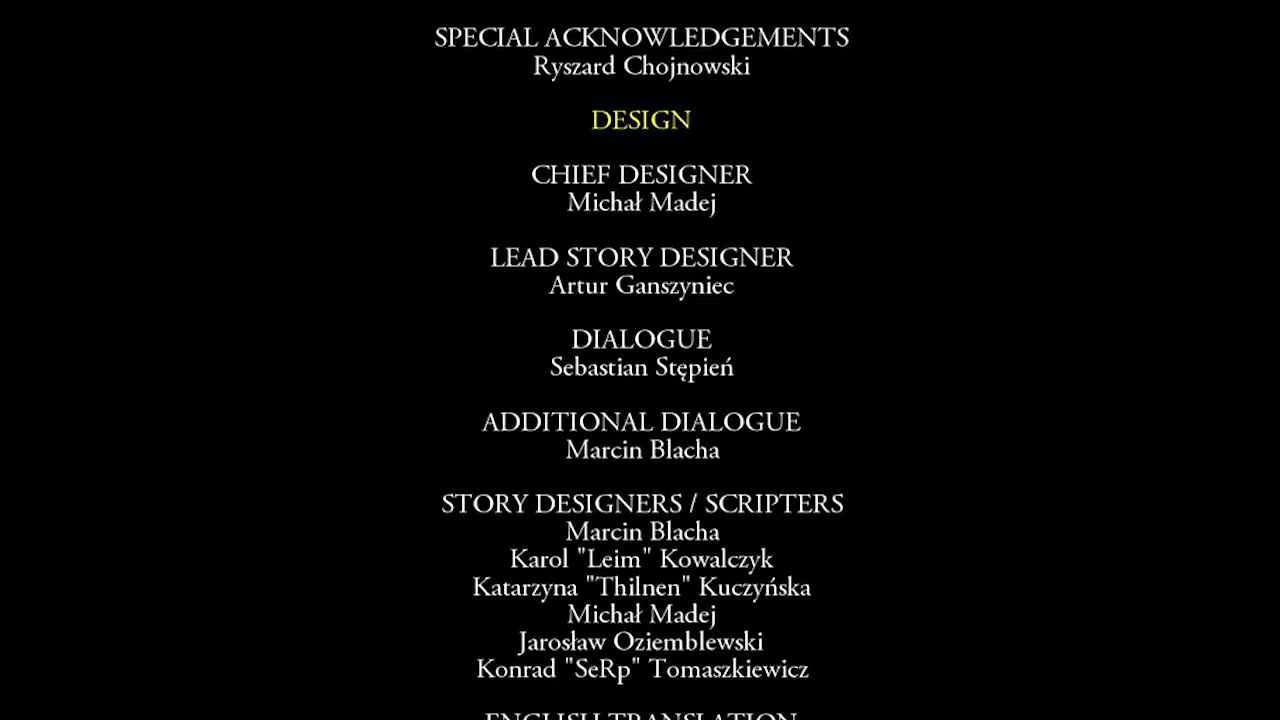 SPECIAL ACKNOWLEDGEMENTS
Ryszard Chojnowski
DESIGN
CHIEF DESIGNER
Michał Madej
LEAD STORY DESIGNER
Artur Ganszyniec
DIALOGUE
Sebastian Stępień
ADDITIONAL DIALOGUE
Marcin Blacha
STORY DESIGNERS / SCRIPTERS
Marcin Blacha
Karol "Leim" Kowalczyk
Katarzyna "Thilnen" Kuczyńska
Michał Madej
Jarosław Oziemblewski
Konrad "SeRp" Tomaszkiewicz
ENGLISH TRANSLATION